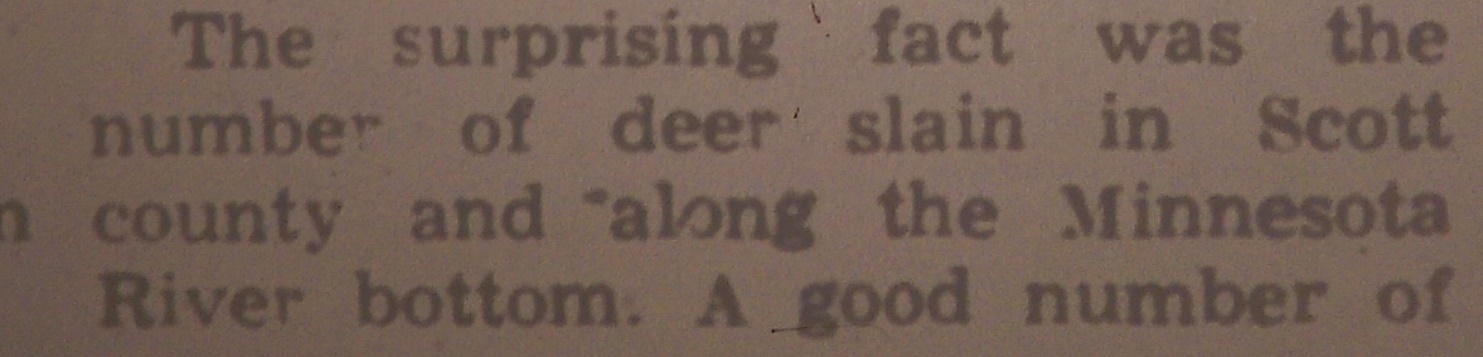 The surprising fact was the
number of deer slain in Scott
n county and along the Minnesota
River bottom. A good number of